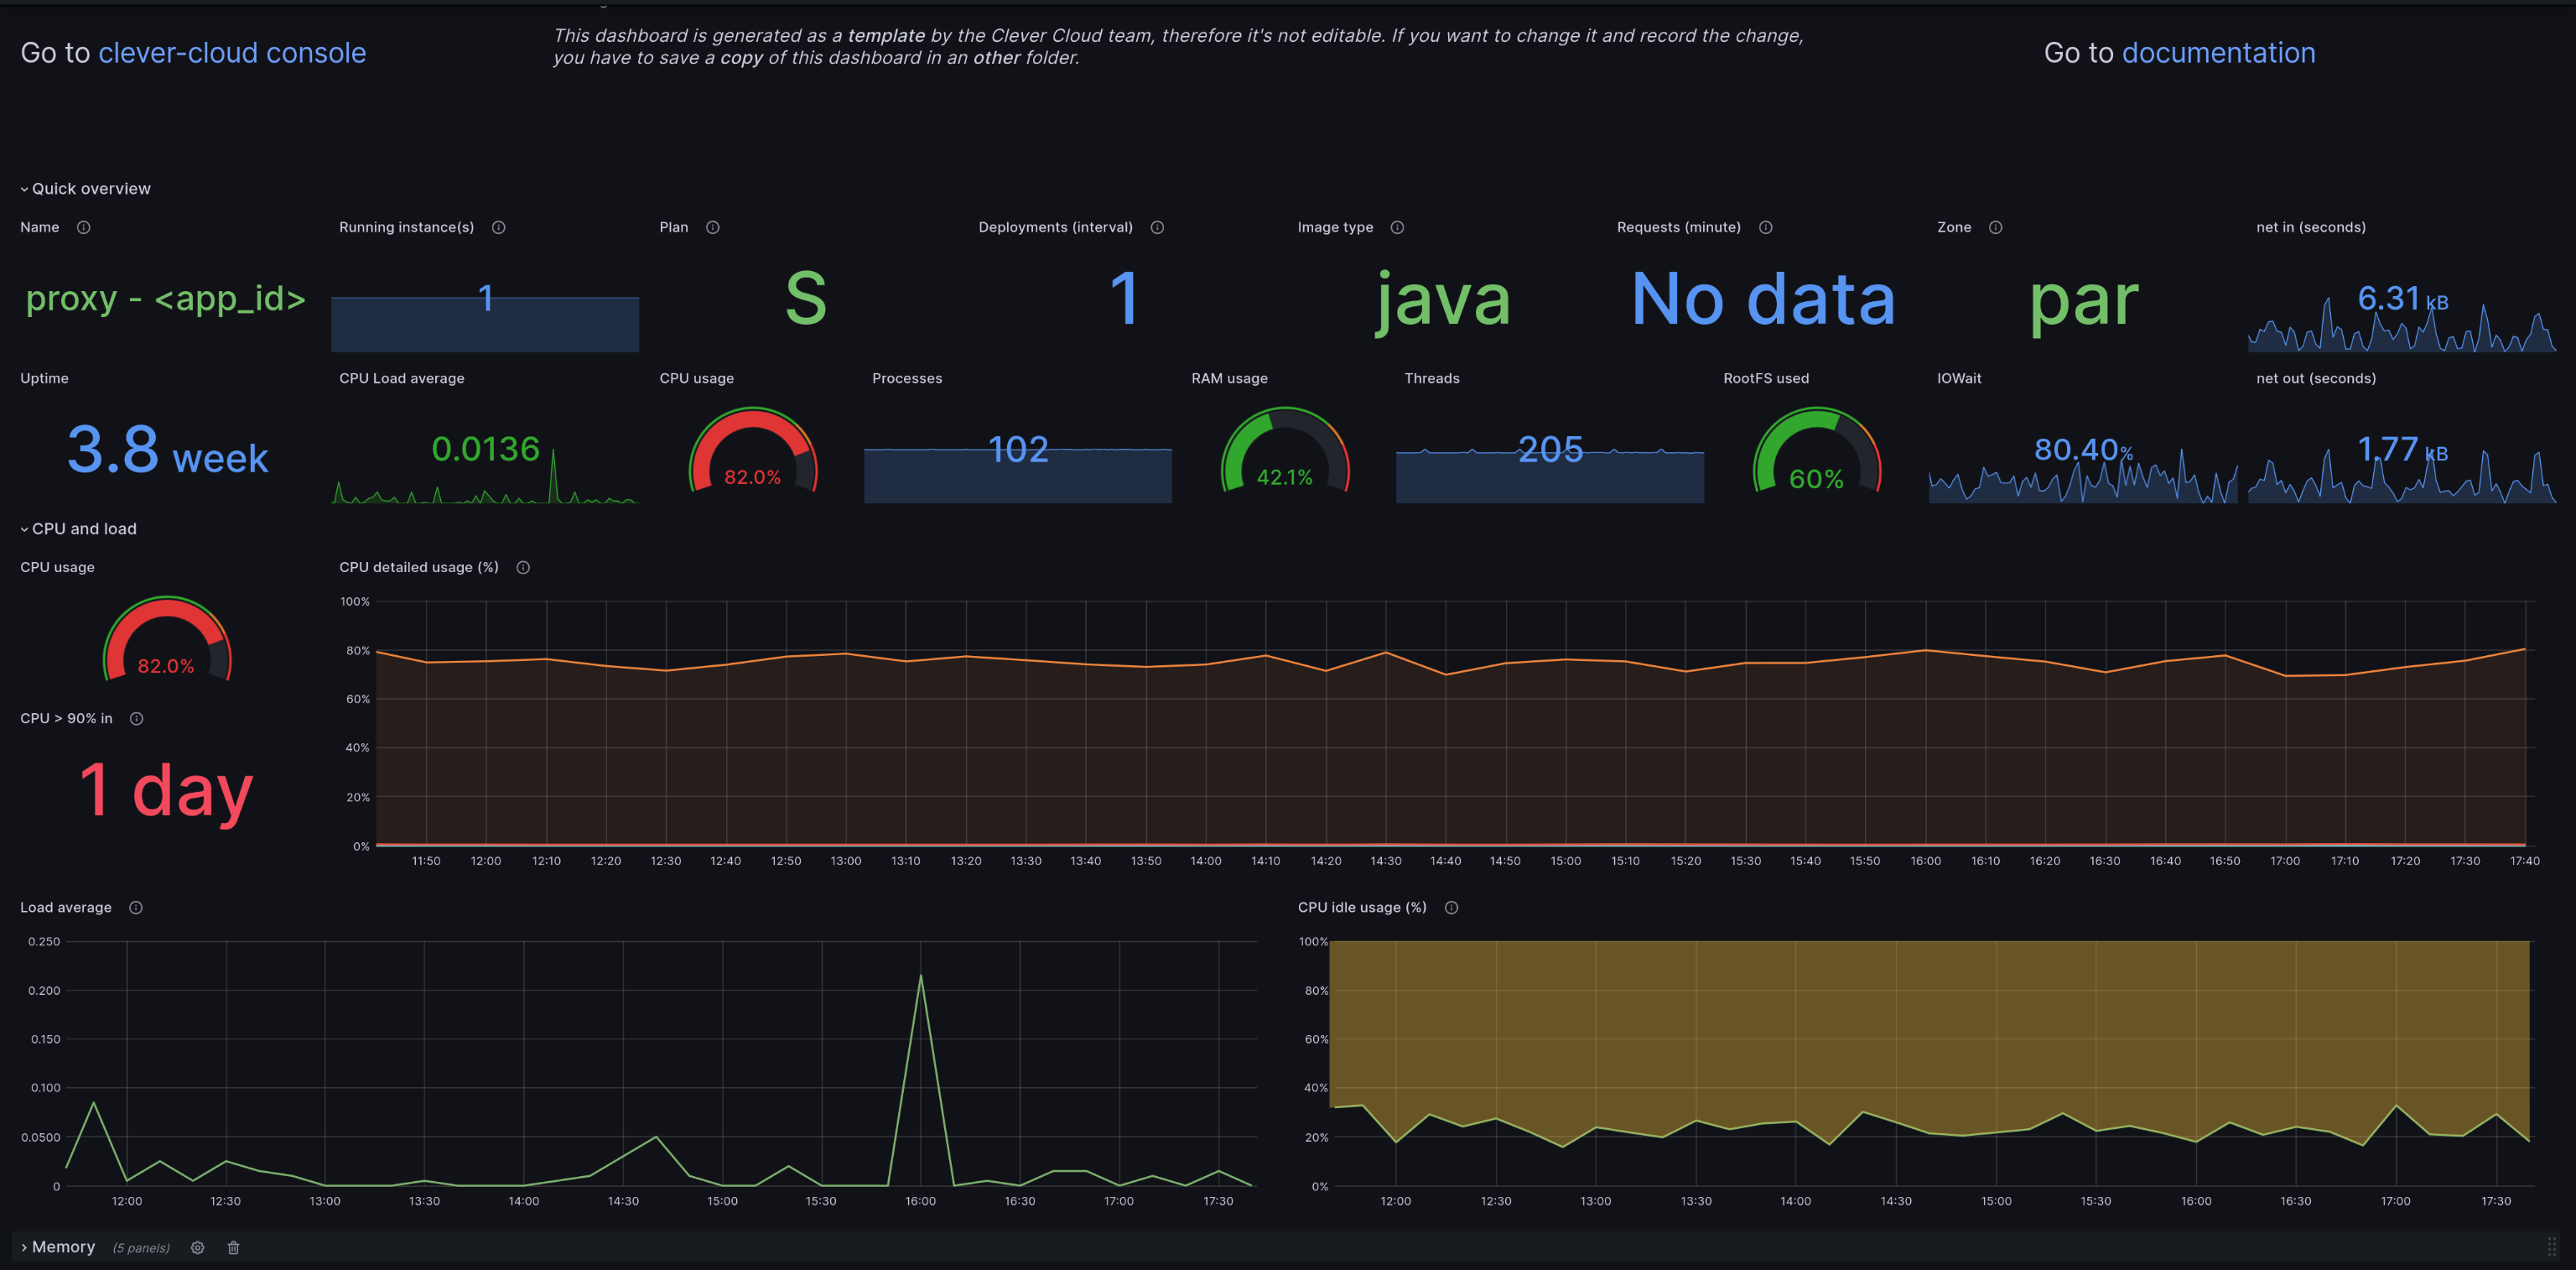 Go to clever-cloud console
This dashboard is generated as a template by the Clever Cloud team, therefore it's not editable. If you want to change it and record the change,
you have to save a copy of this dashboard in an other folder.
Go to documentation
Quick overview
Name
proxy - <app_id>
Running instance(s)
1
Plan
S
Deployments (interval)
1
Image type
java
Requests (minute)
No data
Zone
par
net in (seconds)
6.31 kB
Uptime
3.8 week
CPU Load average
0.0136
CPU usage
82.0%
Processes
102
RAM usage
42.1%
Threads
205
RootFS used
60%
IOWait
80.40%
net out (seconds)
1.77 kB
CPU and load
CPU usage
82.0%
CPU > 90% in
1 day
CPU detailed usage (%)
100%
80%
60%
40%
20%
0%
11:50 12:00 12:10 12:20 12:30 12:40 12:50 13:00 13:10 13:20 13:30 13:40 13:50 14:00 14:10 14:20 14:30 14:40 14:50 15:00 15:10 15:20 15:30 15:40 15:50 16:00 16:10 16:20 16:30 16:40 16:50 17:00 17:10 17:20 17:30 17:40
Load average
0.250
0.200
0.150
0.100
0.0500
0
12:00 12:30 13:00 13:30 14:00 14:30 15:00 15:30 16:00 16:30 17:00 17:30
CPU idle usage (%)
100%
80%
60%
40%
20%
0%
12:00 12:30 13:00 13:30 14:00 14:30 15:00 15:30 16:00 16:30 17:00 17:30
Memory (5 panels)